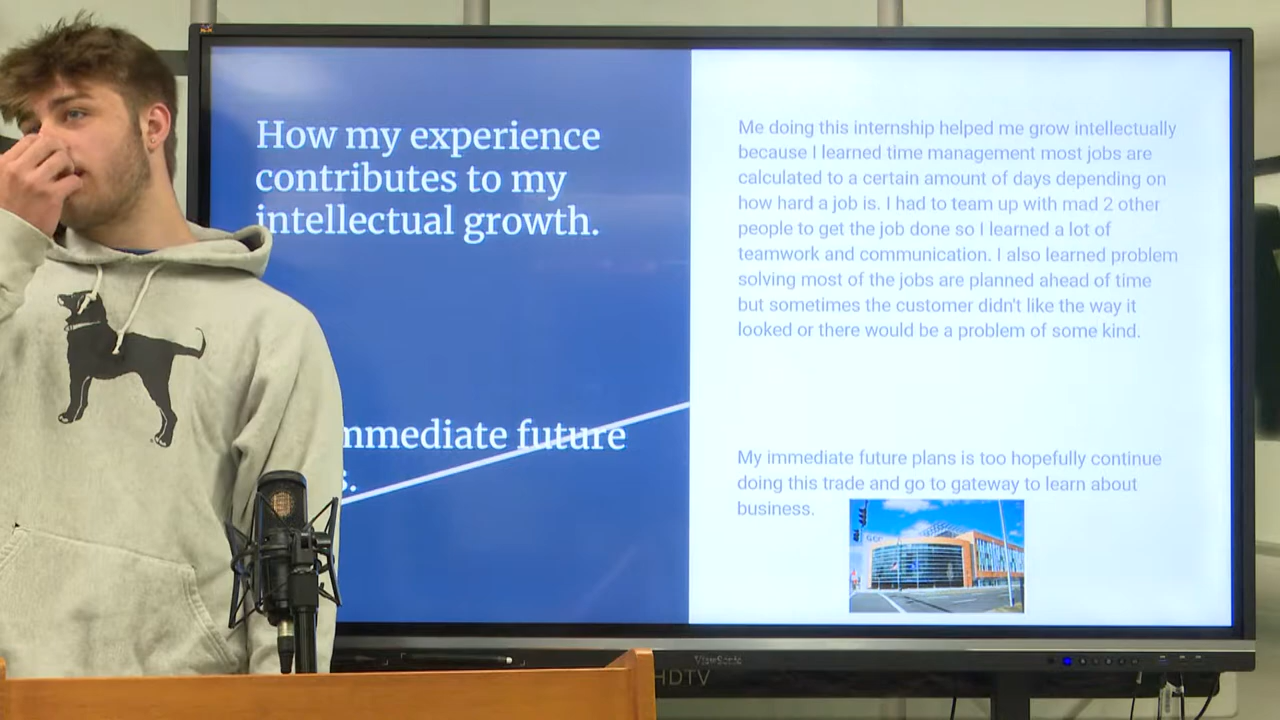 How my experience
contributes to my
intellectual growth.
mmediate future
s.
Me doing this internship helped me grow intellectually
because I learned time management most jobs are
calculated to a certain amount of days depending on
how hard a job is. I had to team up with mad 2 other
people to get the job done so I learned a lot of
teamwork and communication. I also learned problem
solving most of the jobs are planned ahead of time
but sometimes the customer didn't like the way it
looked or there would be a problem of some kind.
My immediate future plans is too hopefully continue
doing this trade and go to gateway to learn about
business.
ViewSonic
HDTV